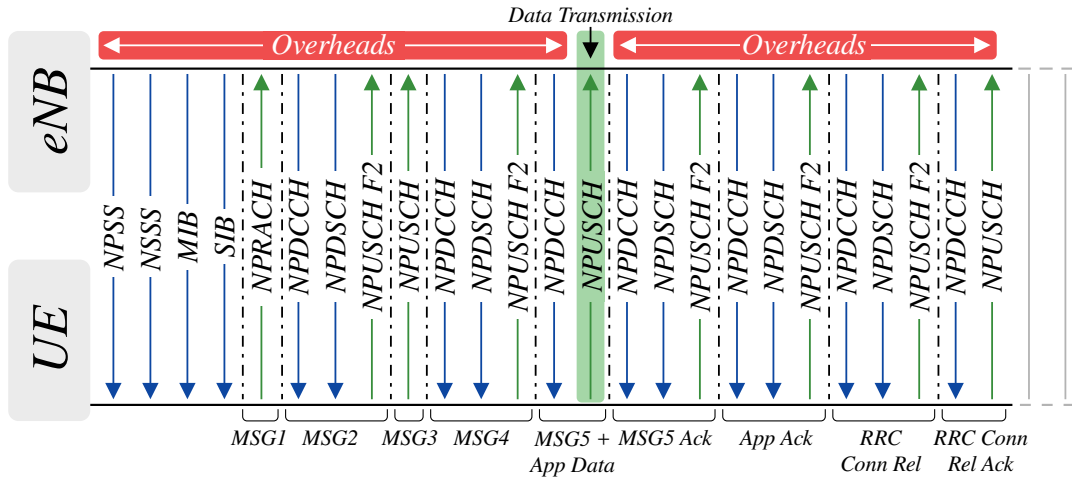 Data Transmission
Overheads
Overheads
eNB
UE
NPSS
NSSS
MIB
SIB
NPRACH
NPDCCH
NPDSCH
NPUSCH F2
NPUSCH
NPDCCH
NPDSCH
NPUSCH F2
NPDCCH
NPUSCH
NPDCCH
NPDSCH
NPUSCH F2
NPDCCH
NPDSCH
NPUSCH F2
NPDCCH
NPDSCH
NPUSCH F2
NPDCCH
NPUSCH
MSG1
MSG2
MSG3
MSG4
MSG5 +
App Data
MSG5 Ack
App Ack
RRC
Conn Rel
RRC Conn
Rel Ack